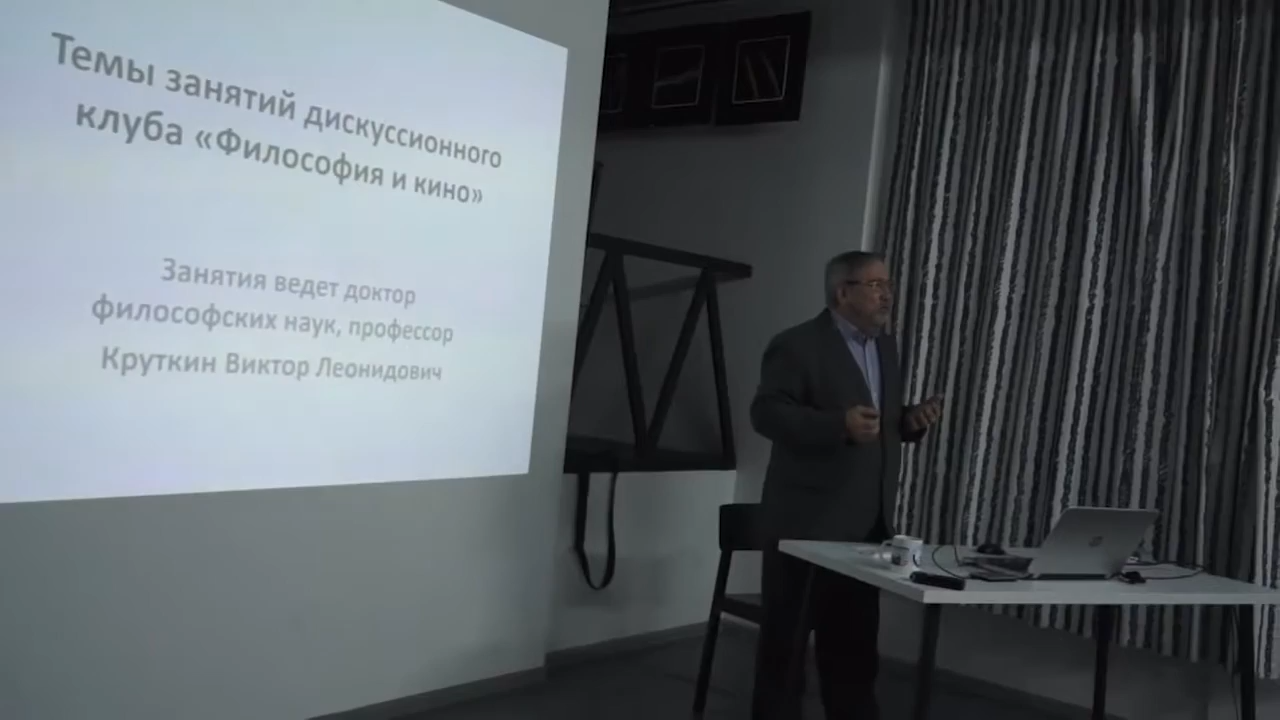 Темы занятий дискуссионного
клуба «Философия и кино»
Занятия ведет доктор
философских наук, профессор
Круткин Виктор Леонидович